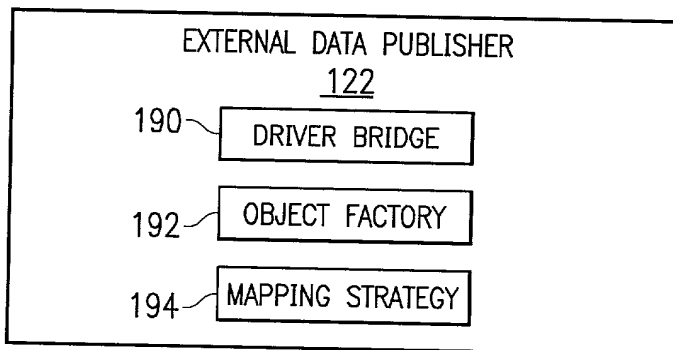 EXTERNAL DATA PUBLISHER
122
190 DRIVER BRIDGE
192 OBJECT FACTORY
194 MAPPING STRATEGY